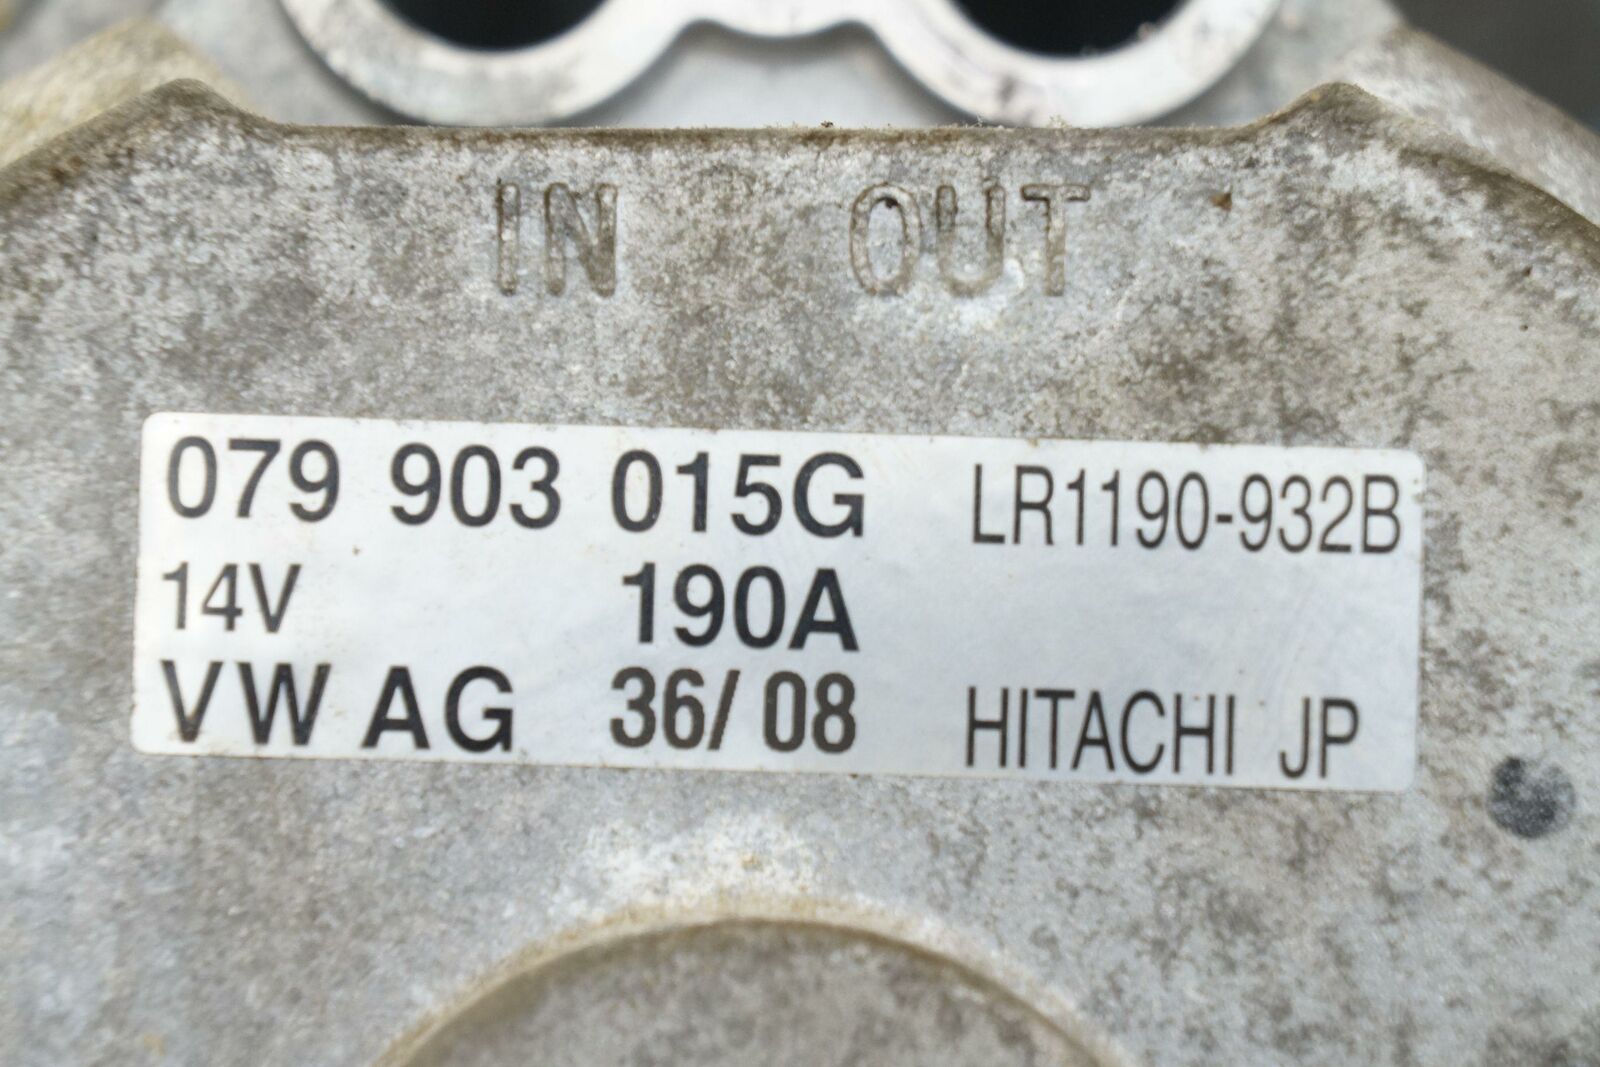 IN OUT
079 903 015G LR1190-932B
14V 190A
VW AG 36/08 HITACHI JP